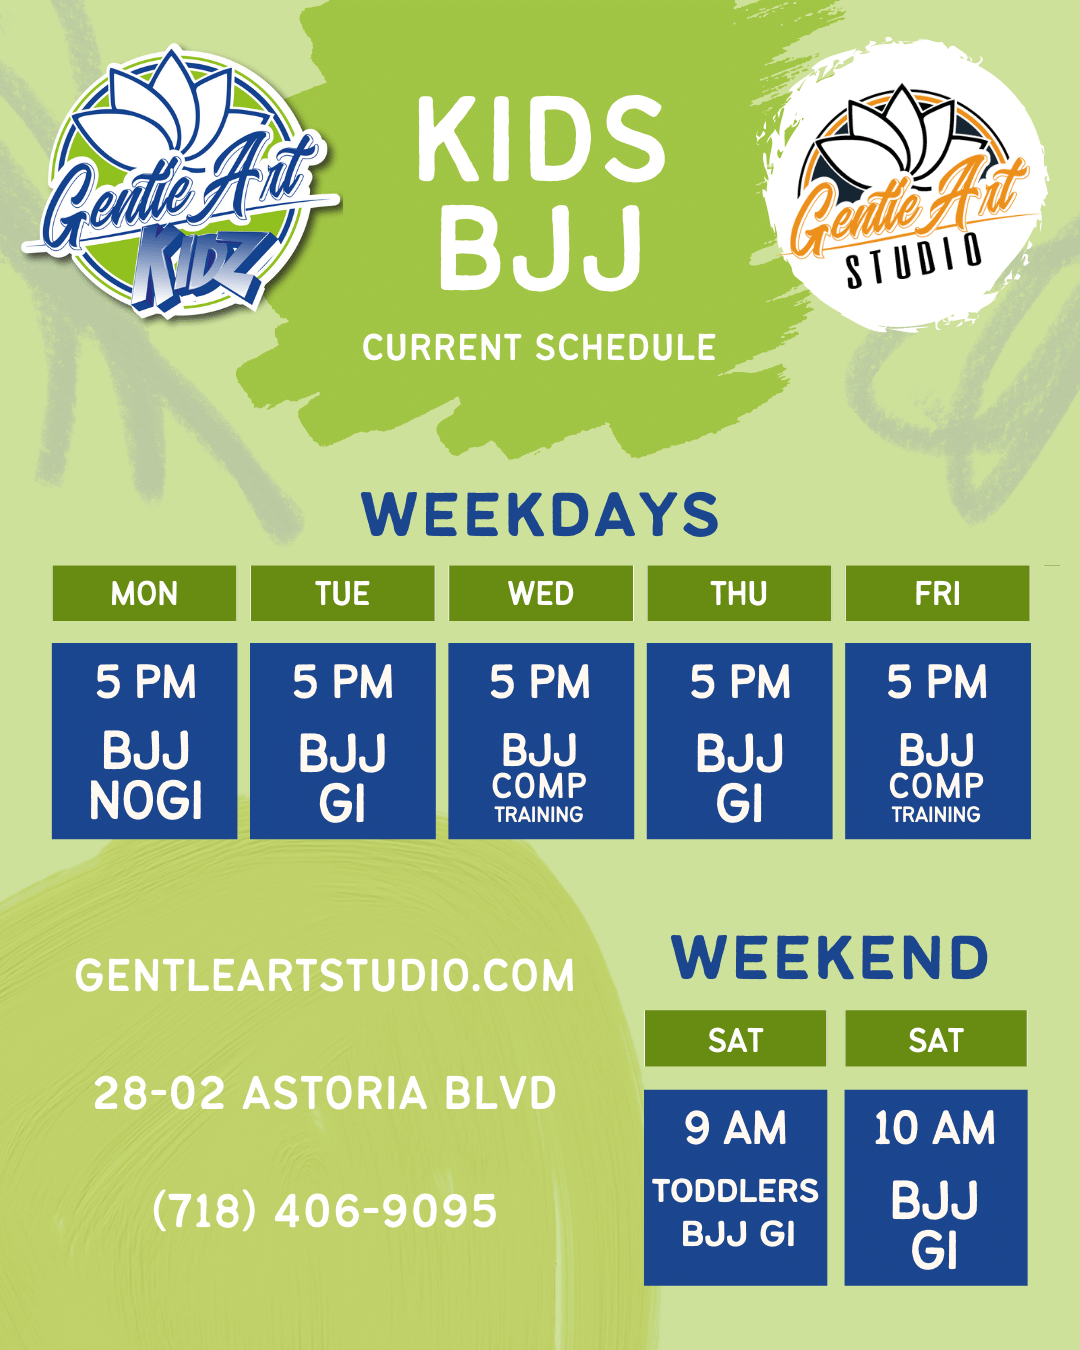 Gentle Art
KIDZ
KIDS
BJJ
CURRENT SCHEDULE
Gentle Art
STUDIO
WEEKDAYS
MON
TUE
WED
THU
FRI
5 PM
BJJ
NOGI
5 PM
BJJ
GI
5 PM
BJJ
COMP
TRAINING
5 PM
BJJ
GI
5 PM
BJJ
COMP
TRAINING
GENTLEARTSTUDIO.COM
28-02 ASTORIA BLVD
(718) 406-9095
WEEKEND
SAT
SAT
9 AM
TODDLERS
BJJ GI
10 AM
BJJ
GI